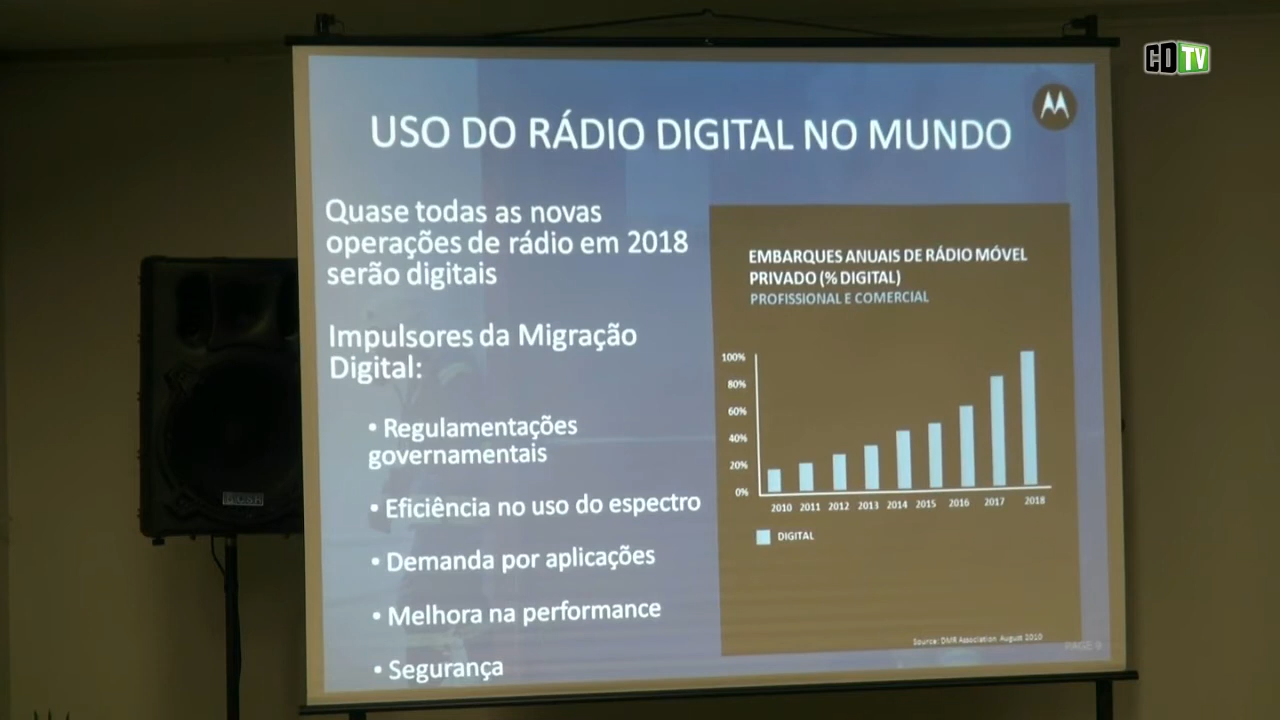 CDTV
USO DO RÁDIO DIGITAL NO MUNDO
Quase todas as novas
operações de rádio em 2018
serão digitais
Impulsores da Migração
Digital:
• Regulamentações
governamentais
• Eficiência no uso do espectro
• Demanda por aplicações
• Melhora na performance
• Segurança
EMBARQUES ANUAIS DE RÁDIO MÓVEL
PRIVADO (% DIGITAL)
PROFISSIONAL E COMERCIAL
100%
80%
60%
40%
20%
0%
2010 2011 2012 2013 2014 2015 2016 2017 2018
DIGITAL
Source: DMR Association August 2010
PAGE 9